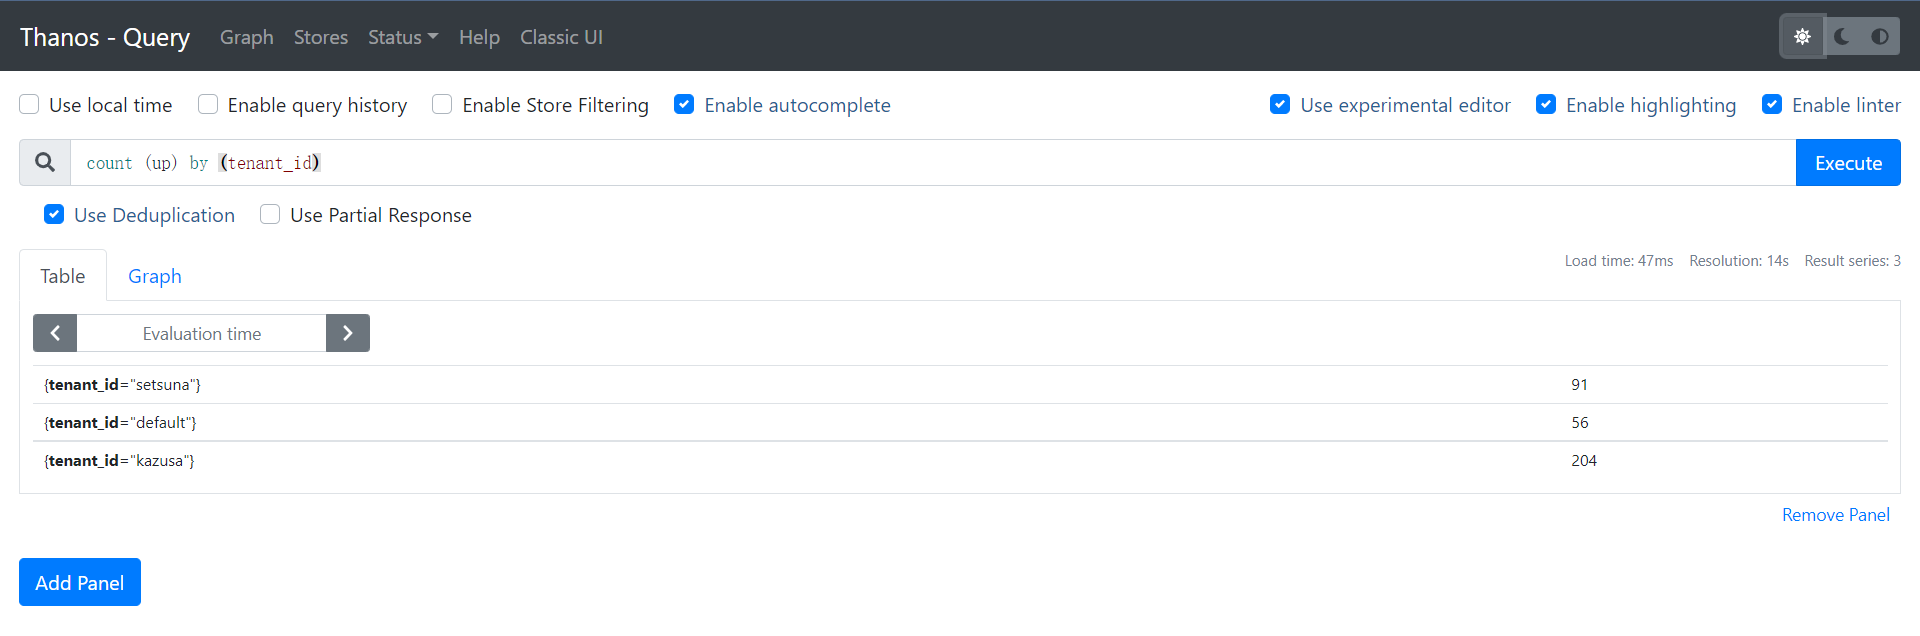 Thanos - Query Graph Stores Status Help Classic UI
Use local time Enable query history Enable Store Filtering Enable autocomplete Use experimental editor Enable highlighting Enable linter
count (up) by (tenant_id) Execute
Use Deduplication Use Partial Response
Table Graph Load time: 47ms Resolution: 14s Result series: 3
Evaluation time
{tenant_id="setsuna"} 91
{tenant_id="default"} 56
{tenant_id="kazusa"} 204
Remove Panel
Add Panel